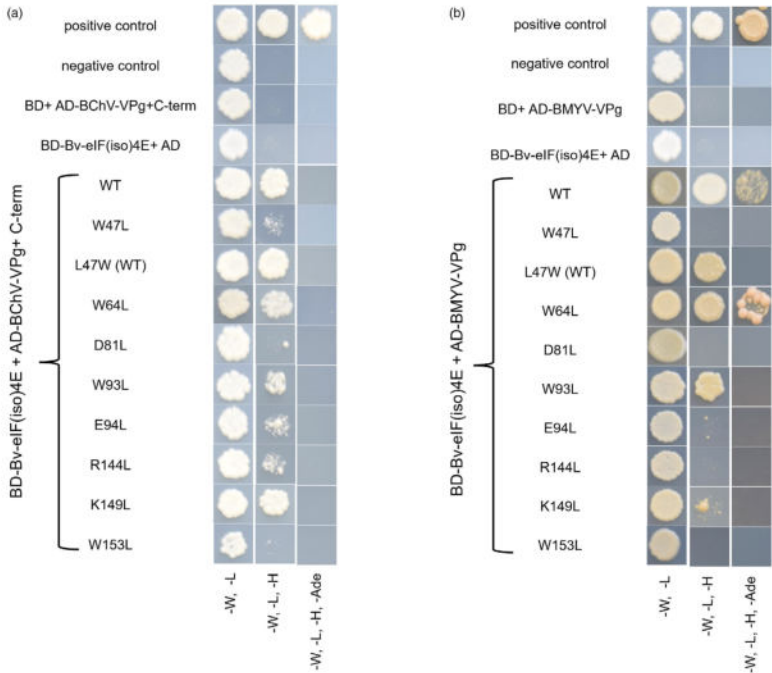 (a)
positive control
negative control
BD+ AD-BChV-VPg+C-term
BD-Bv-eIF(iso)4E+ AD
BD-Bv-eIF(iso)4E + AD-BChV-VPg+ C-term
WT
W47L
L47W (WT)
W64L
D81L
W93L
E94L
R144L
K149L
W153L
-W, -L
-W, -L, -H
-W, -L, -H, -Ade
(b)
positive control
negative control
BD+ AD-BMYV-VPg
BD-Bv-eIF(iso)4E+ AD
BD-Bv-eIF(iso)4E + AD-BMYV-VPg
WT
W47L
L47W (WT)
W64L
D81L
W93L
E94L
R144L
K149L
W153L
-W, -L
-W, -L, -H
-W, -L, -H, -Ade